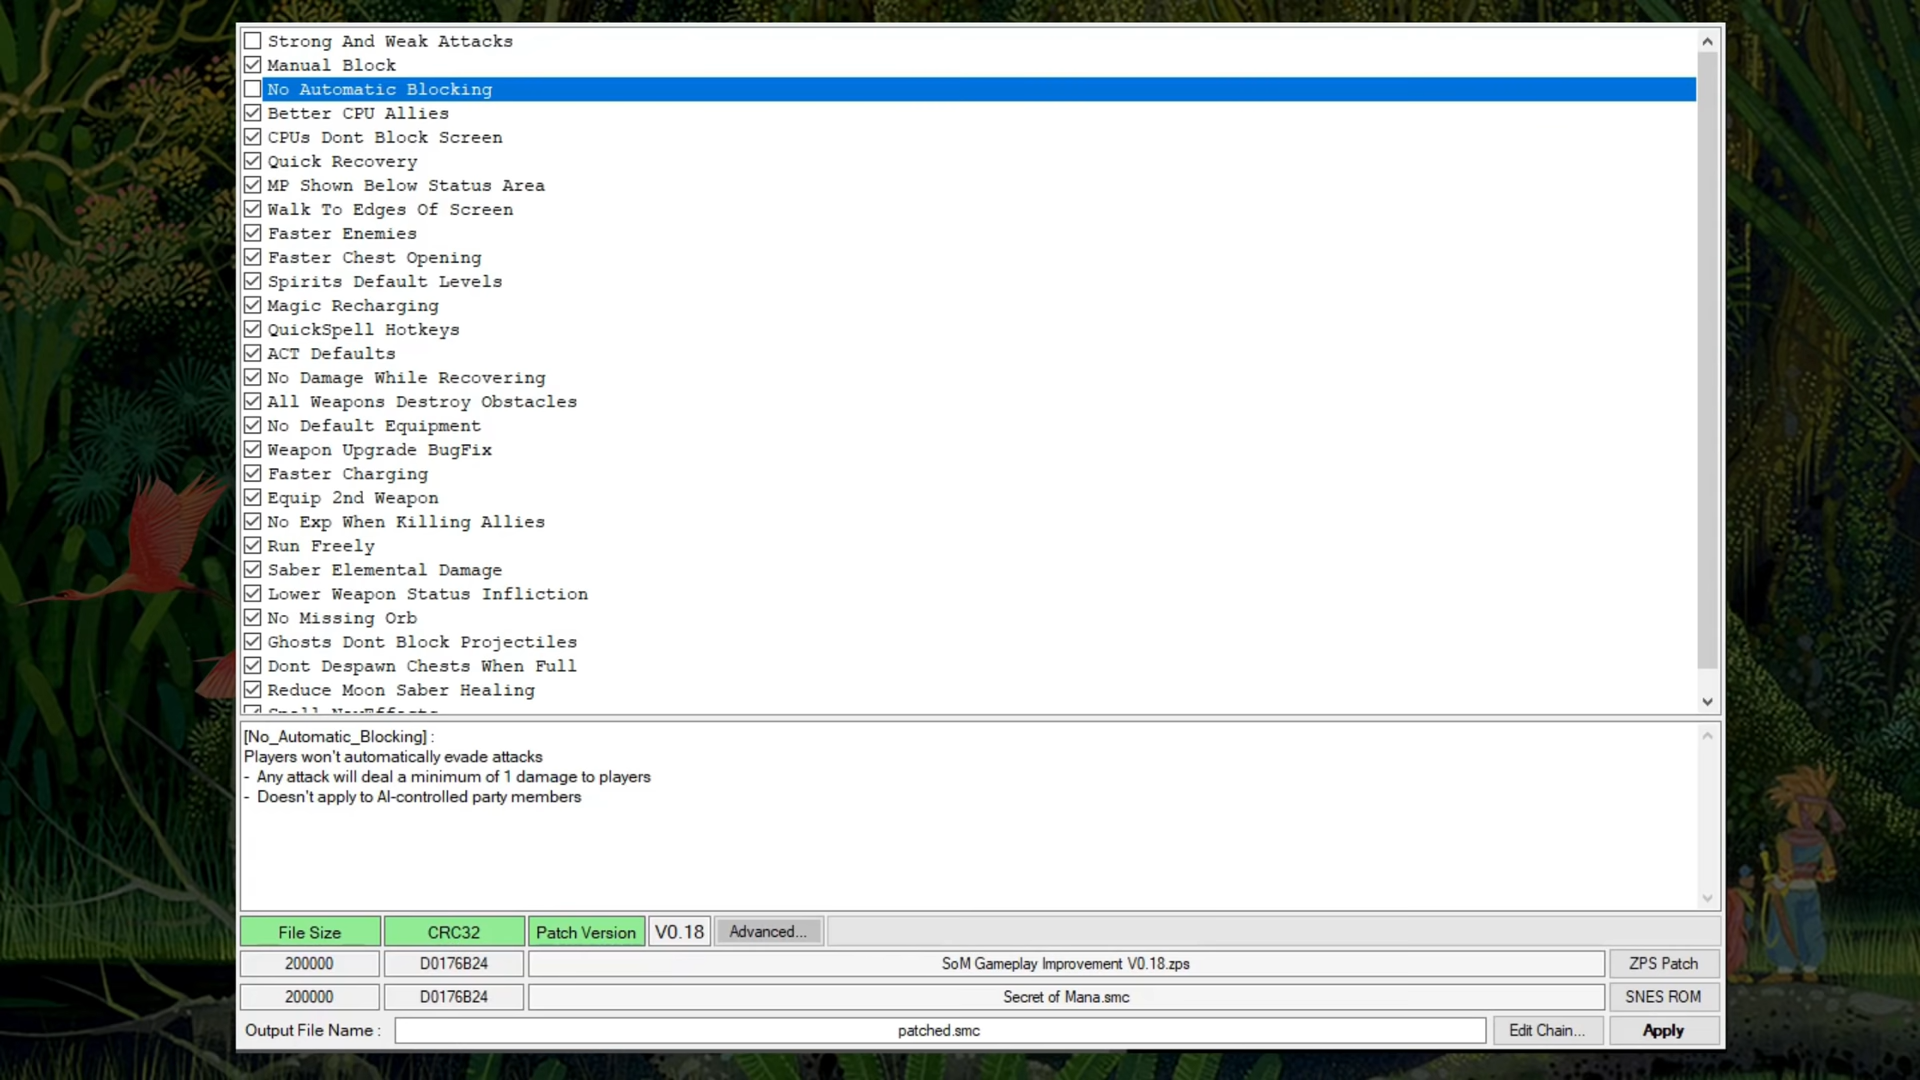 Strong And Weak Attacks
Manual Block
No Automatic Blocking
Better CPU Allies
CPUs Dont Block Screen
Quick Recovery
MP Shown Below Status Area
Walk To Edges Of Screen
Faster Enemies
Faster Chest Opening
Spirits Default Levels
Magic Recharging
QuickSpell Hotkeys
ACT Defaults
No Damage While Recovering
All Weapons Destroy Obstacles
No Default Equipment
Weapon Upgrade BugFix
Faster Charging
Equip 2nd Weapon
No Exp When Killing Allies
Run Freely
Saber Elemental Damage
Lower Weapon Status Infliction
No Missing Orb
Ghosts Dont Block Projectiles
Dont Despawn Chests When Full
Reduce Moon Saber Healing
[No_Automatic_Blocking] :
Players won't automatically evade attacks
- Any attack will deal a minimum of 1 damage to players
- Doesn't apply to AI-controlled party members
File Size CRC32 Patch Version V0.18 Advanced...
200000 D0176B24 SoM Gameplay Improvement V0.18.zps ZPS Patch
200000 D0176B24 Secret of Mana.smc SNES ROM
Output File Name : patched.smc Edit Chain... Apply